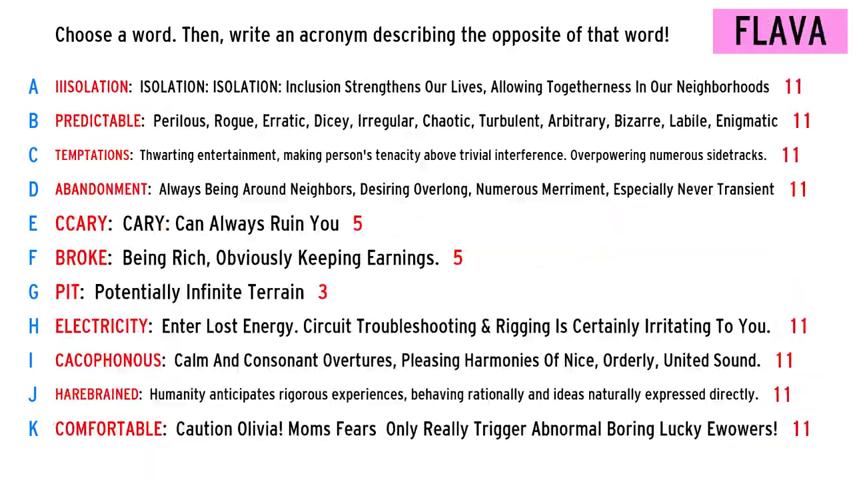 Choose a word. Then, write an acronym describing the opposite of that word!
FLAVA
A IIISOLATION: ISOLATION: ISOLATION: Inclusion Strengthens Our Lives, Allowing Togetherness In Our Neighborhoods 11
B PREDICTABLE: Perilous, Rogue, Erratic, Dicey, Irregular, Chaotic, Turbulent, Arbitrary, Bizarre, Labile, Enigmatic 11
C TEMPTATIONS: Thwarting entertainment, making person's tenacity above trivial interference. Overpowering numerous sidetracks. 11
D ABANDONMENT: Always Being Around Neighbors, Desiring Overlong, Numerous Merriment, Especially Never Transient 11
E CCARY: CARY: Can Always Ruin You 5
F BROKE: Being Rich, Obviously Keeping Earnings. 5
G PIT: Potentially Infinite Terrain 3
H ELECTRICITY: Enter Lost Energy. Circuit Troubleshooting & Rigging Is Certainly Irritating To You. 11
I CACOPHONOUS: Calm And Consonant Overtures, Pleasing Harmonies Of Nice, Orderly, United Sound. 11
J HAREBRAINED: Humanity anticipates rigorous experiences, behaving rationally and ideas naturally expressed directly. 11
K COMFORTABLE: Caution Olivia! Moms Fears Only Really Trigger Abnormal Boring Lucky Ewowers! 11